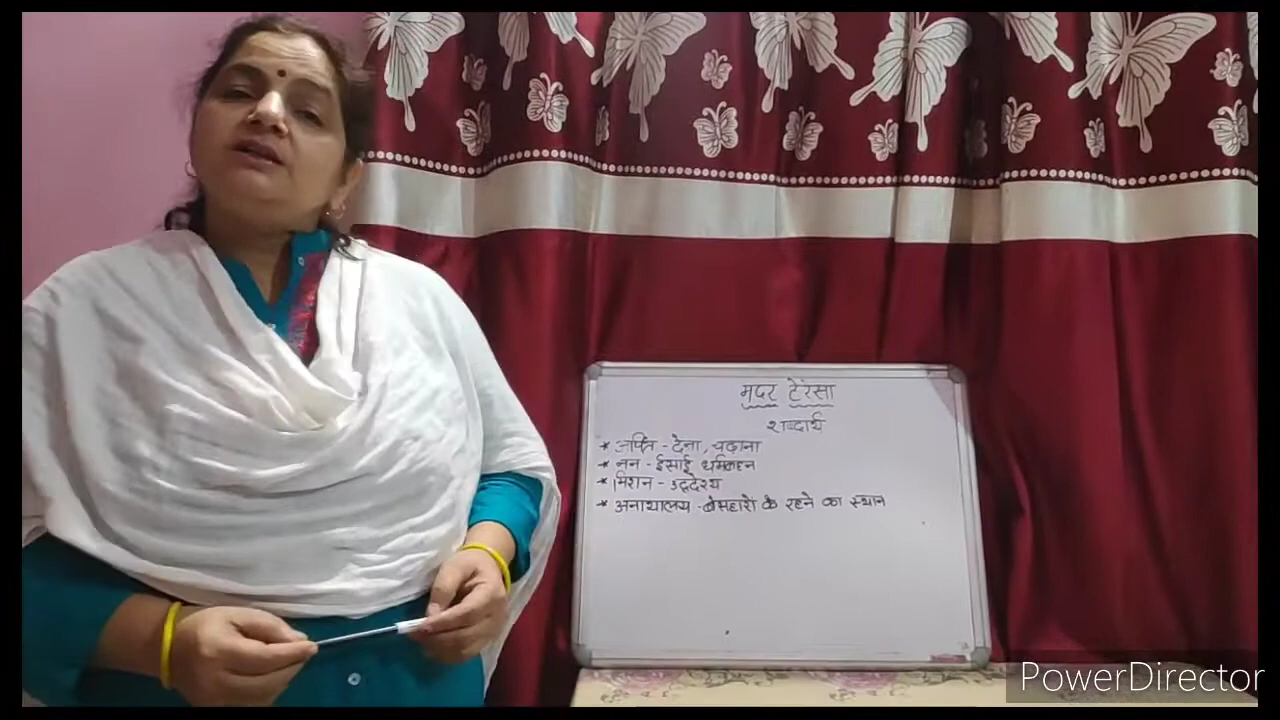 मदर टेरेसा
शब्दार्थ
* अर्पित - देना, चढ़ाना
* नन - ईसाई धर्मबहन
* मिशन - उद्देश्य
* अनाथालय - बेसहारों के रहने का स्थान
PowerDirector